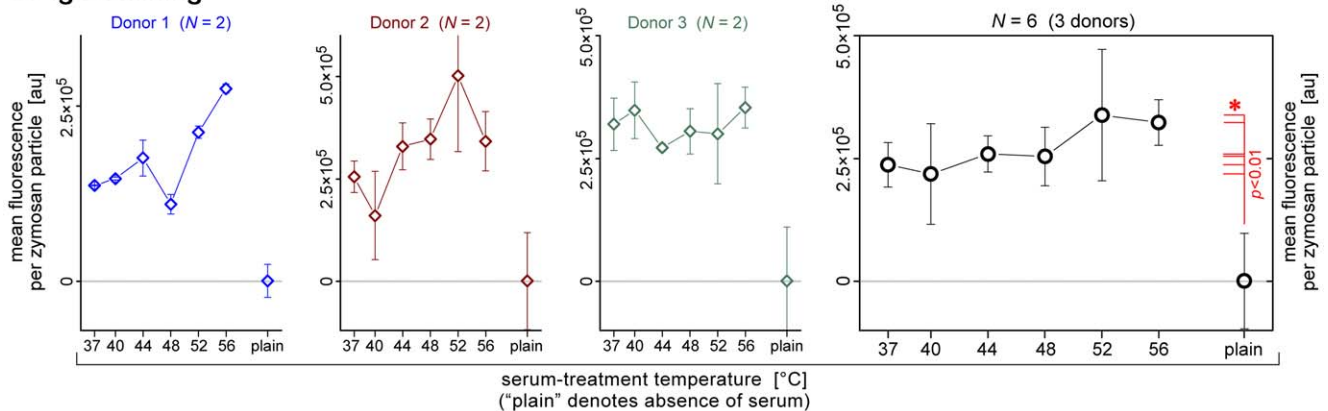 Donor 1 (N = 2)
Donor 2 (N = 2)
Donor 3 (N = 2)
N = 6 (3 donors)
mean fluorescence
per zymosan particle [au]
2.5×10⁵
0
37 40 44 48 52 56 plain
5.0×10⁵
2.5×10⁵
0
37 40 44 48 52 56 plain
5.0×10⁵
2.5×10⁵
0
37 40 44 48 52 56 plain
5.0×10⁵
2.5×10⁵
0
37 40 44 48 52 56 plain
*
p<0.01
mean fluorescence
per zymosan particle [au]
serum-treatment temperature [°C]
(“plain” denotes absence of serum)